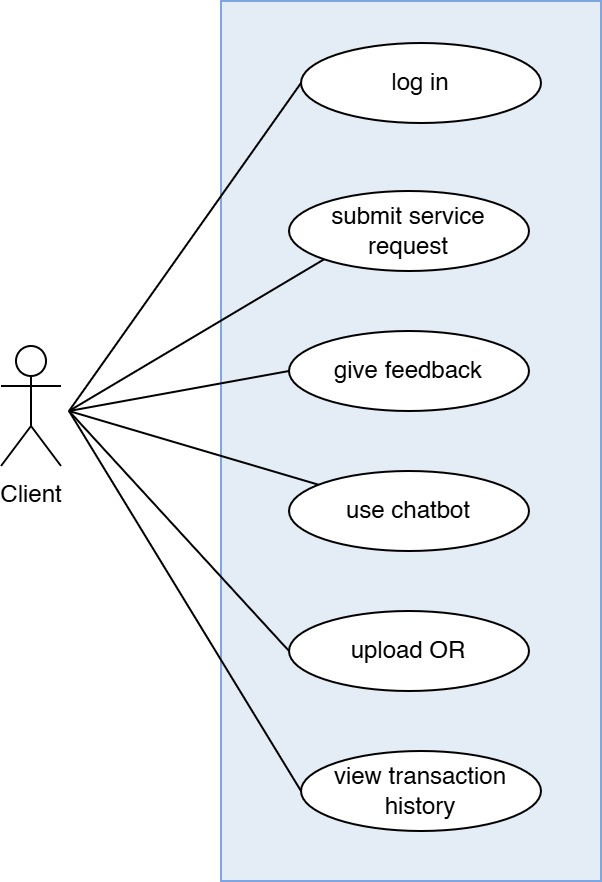 log in
submit service
request
give feedback
Client
use chatbot
upload OR
view transaction
history